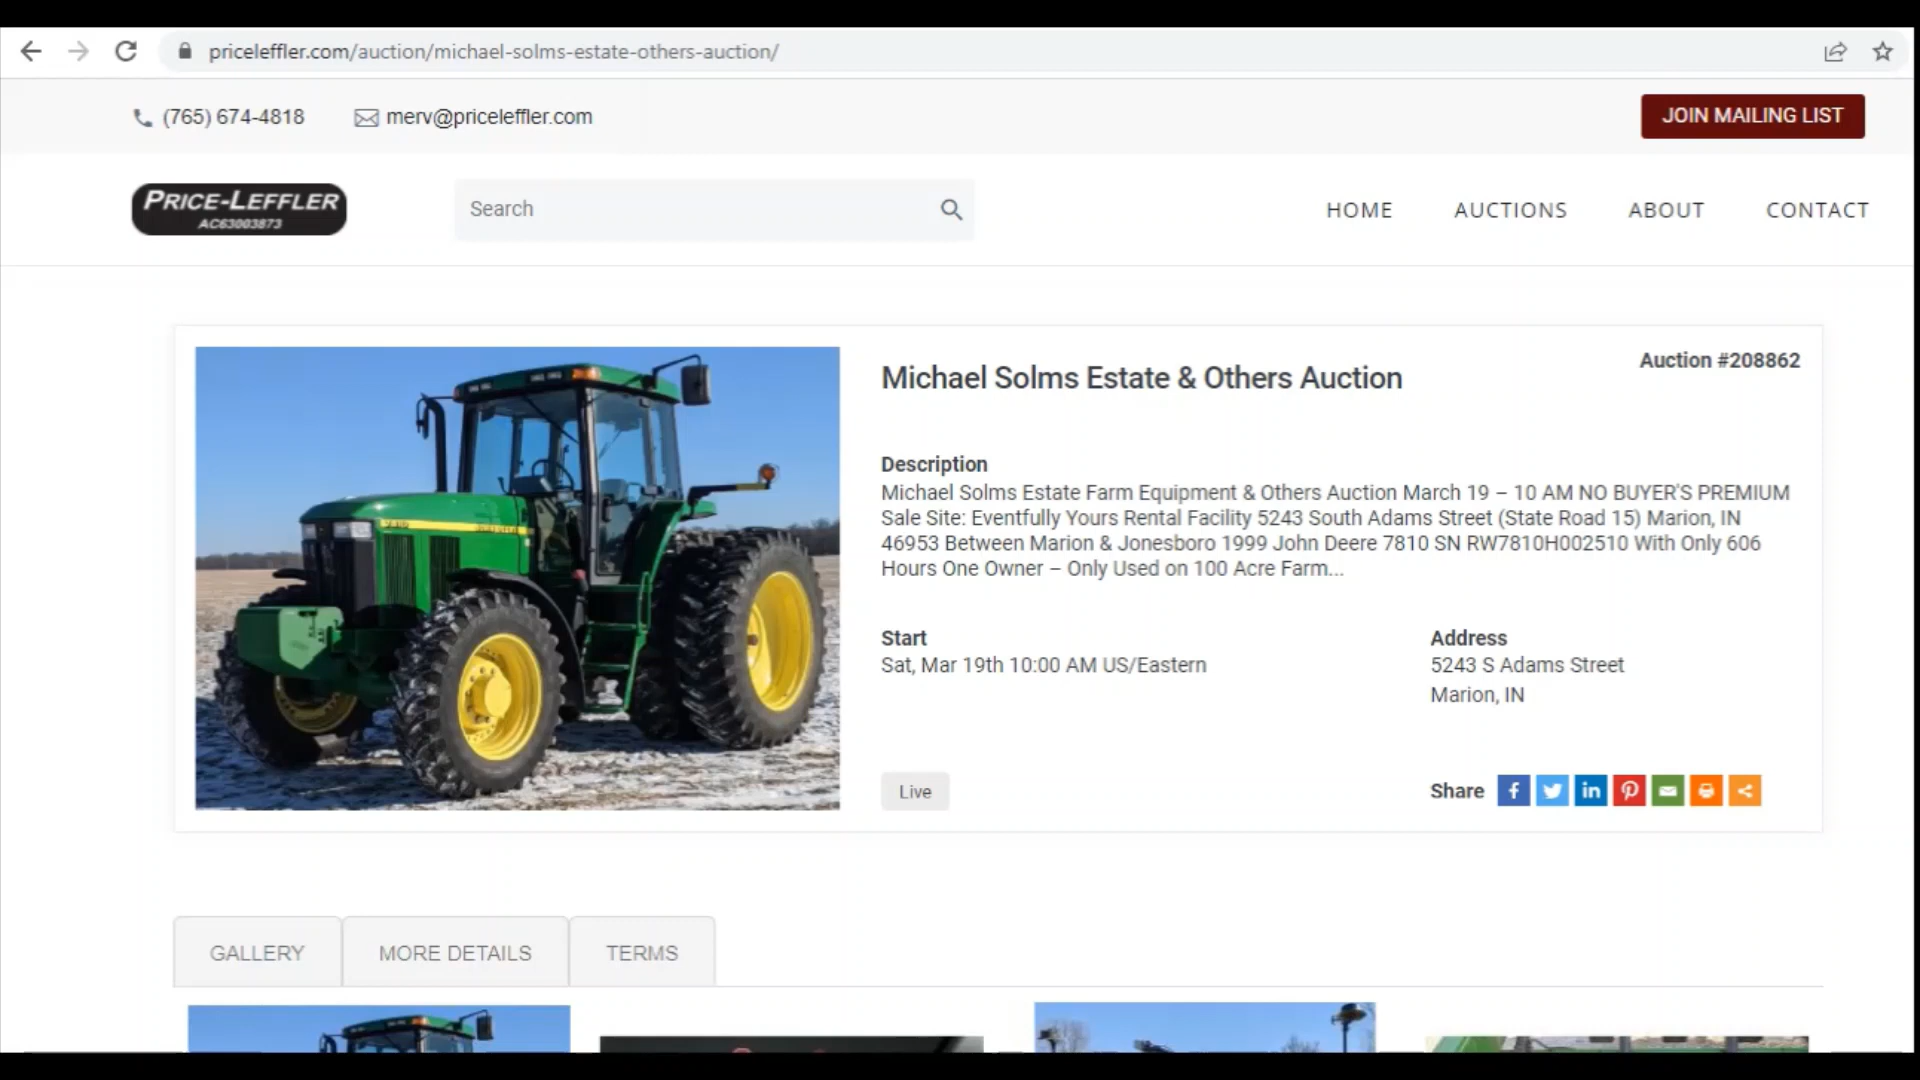 priceleffler.com/auction/michael-solms-estate-others-auction/
(765) 674-4818
merv@priceleffler.com
JOIN MAILING LIST
PRICE-LEFFLER
AC63003873
Search
HOME
AUCTIONS
ABOUT
CONTACT
Michael Solms Estate & Others Auction
Auction #208862
Description
Michael Solms Estate Farm Equipment & Others Auction March 19 – 10 AM NO BUYER'S PREMIUM
Sale Site: Eventfully Yours Rental Facility 5243 South Adams Street (State Road 15) Marion, IN
46953 Between Marion & Jonesboro 1999 John Deere 7810 SN RW7810H002510 With Only 606
Hours One Owner – Only Used on 100 Acre Farm...
Start
Sat, Mar 19th 10:00 AM US/Eastern
Address
5243 S Adams Street
Marion, IN
Live
Share
GALLERY
MORE DETAILS
TERMS